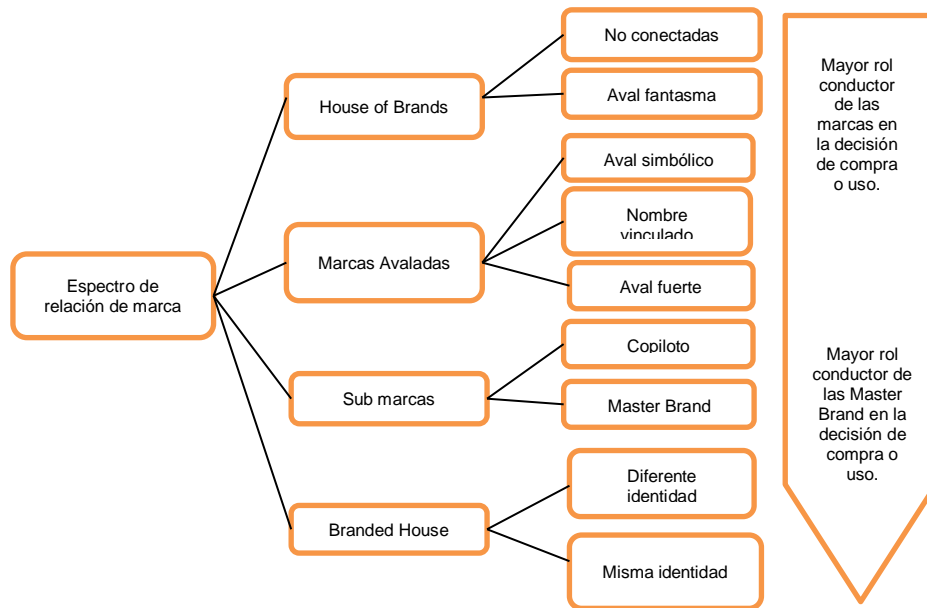 Espectro de
relación de marca
House of Brands
No conectadas
Aval fantasma
Marcas Avaladas
Aval simbólico
Nombre
vinculado
Aval fuerte
Sub marcas
Copiloto
Master Brand
Branded House
Diferente
identidad
Misma identidad
Mayor rol
conductor
de las
marcas en
la decisión
de compra
o uso.
Mayor rol
conductor de
las Master
Brand en la
decisión de
compra o
uso.